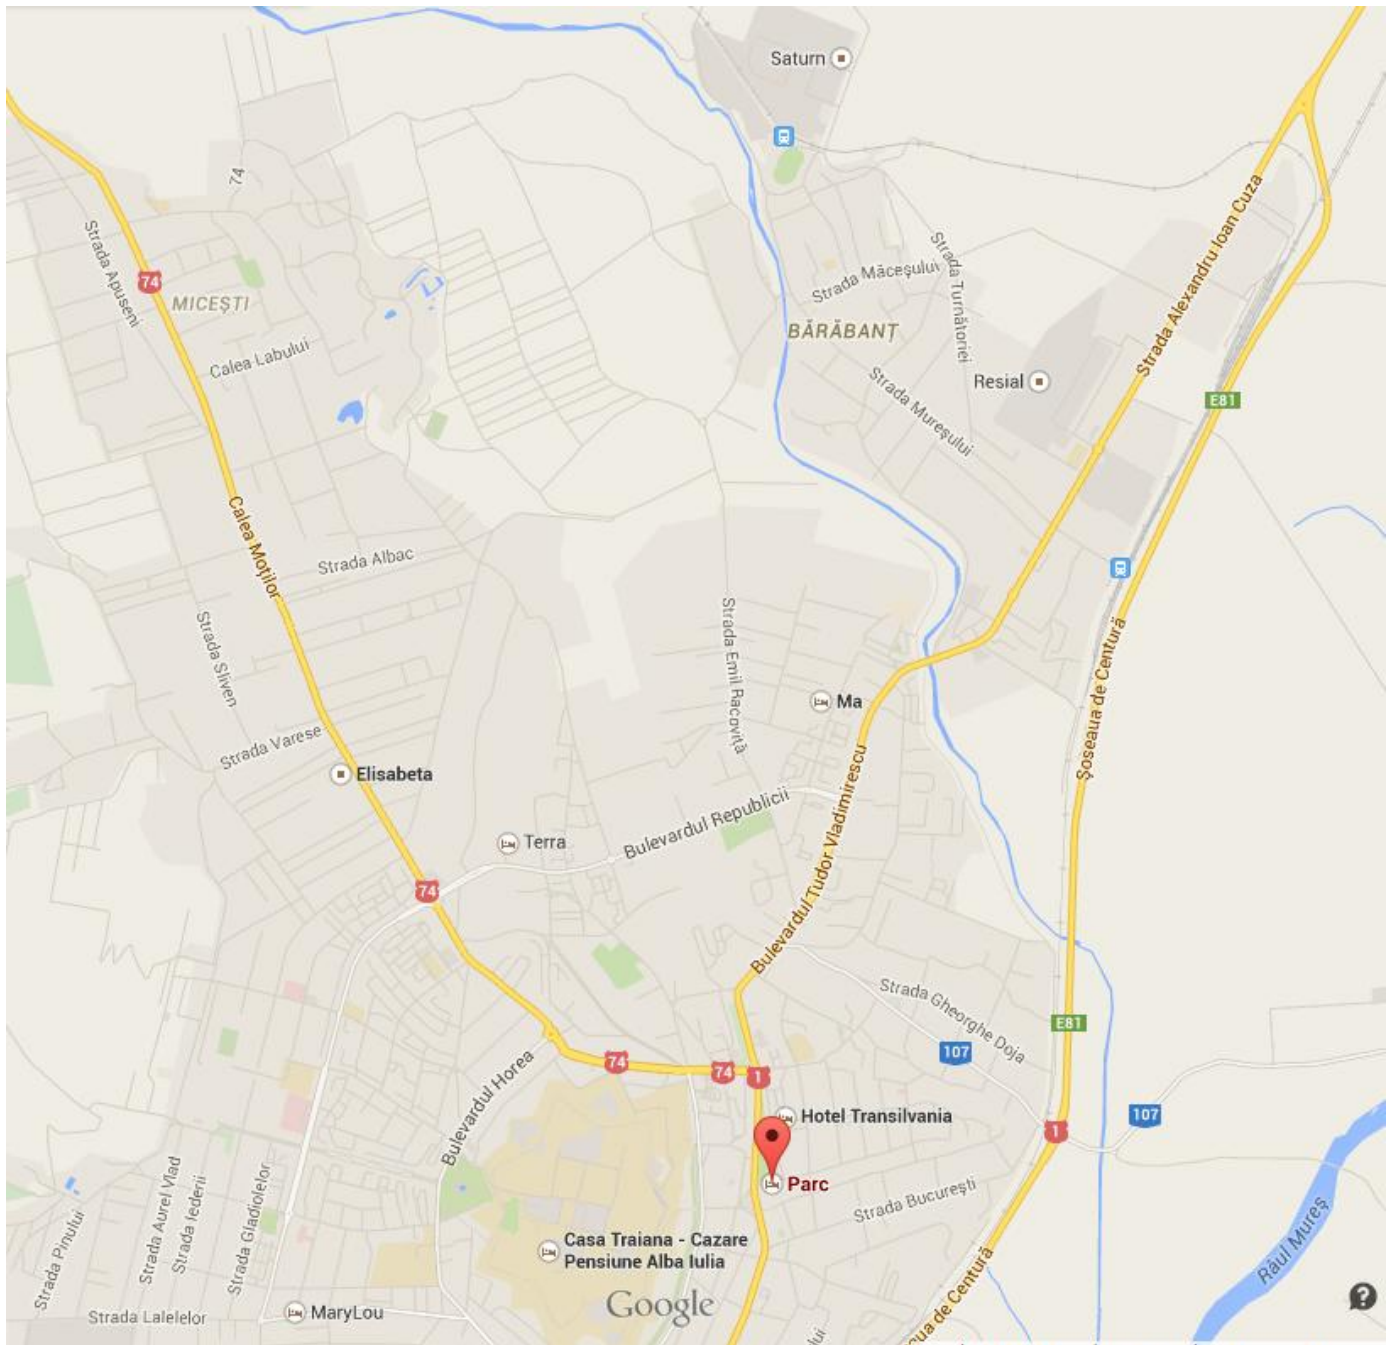 Saturn
74
Strada Alexandru Ioan Cuza
Strada Apuseni
74
MICEȘTI
Strada Măceșului
Strada Turnătoriei
BĂRĂBANȚ
Calea Labului
Resial
Strada Mureșului
E81
Calea Moților
Strada Albac
Strada Sliven
Strada Emil Racoviță
Șoseaua de Centură
Ma
Strada Varese
Elisabeta
Bulevardul Republicii
Bulevardul Tudor Vladimirescu
Terra
74
Strada Gheorghe Doja
E81
107
Bulevardul Horea
74
74
1
Hotel Transilvania
107
1
Parc
Strada București
Strada Pinului
Strada Aurel Vlad
Strada Iederii
Strada Gladiolelor
Casa Traiana - Cazare
Pensiune Alba Iulia
Râul Mureș
Google
MaryLou
Strada Lalelelor
ului
ua de Centură
?